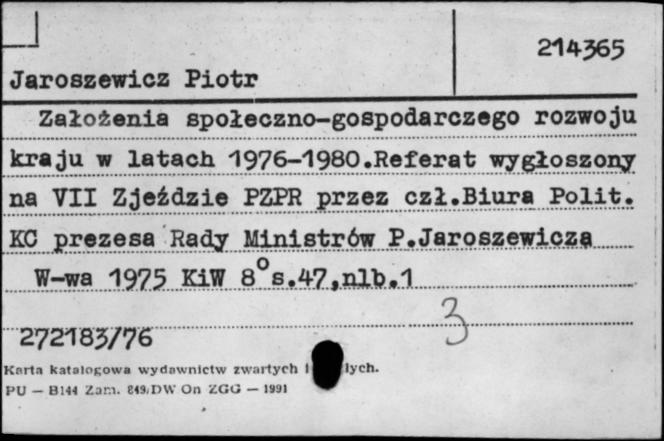 214365
Jaroszewicz Piotr
Założenia społeczno-gospodarczego rozwoju
kraju w latach 1976-1980.Referat wygłoszony
na VII Zjeździe PZPR przez czł.Biura Polit.
KC prezesa Rady Ministrów P.Jaroszewicza
W-wa 1975 KiW 8° s.47,nlb.1
3
272183/76
Karta katalogowa wydawnictw zwartych i lych.
PU — B144 Zam. 849/DW On ZGG — 1991